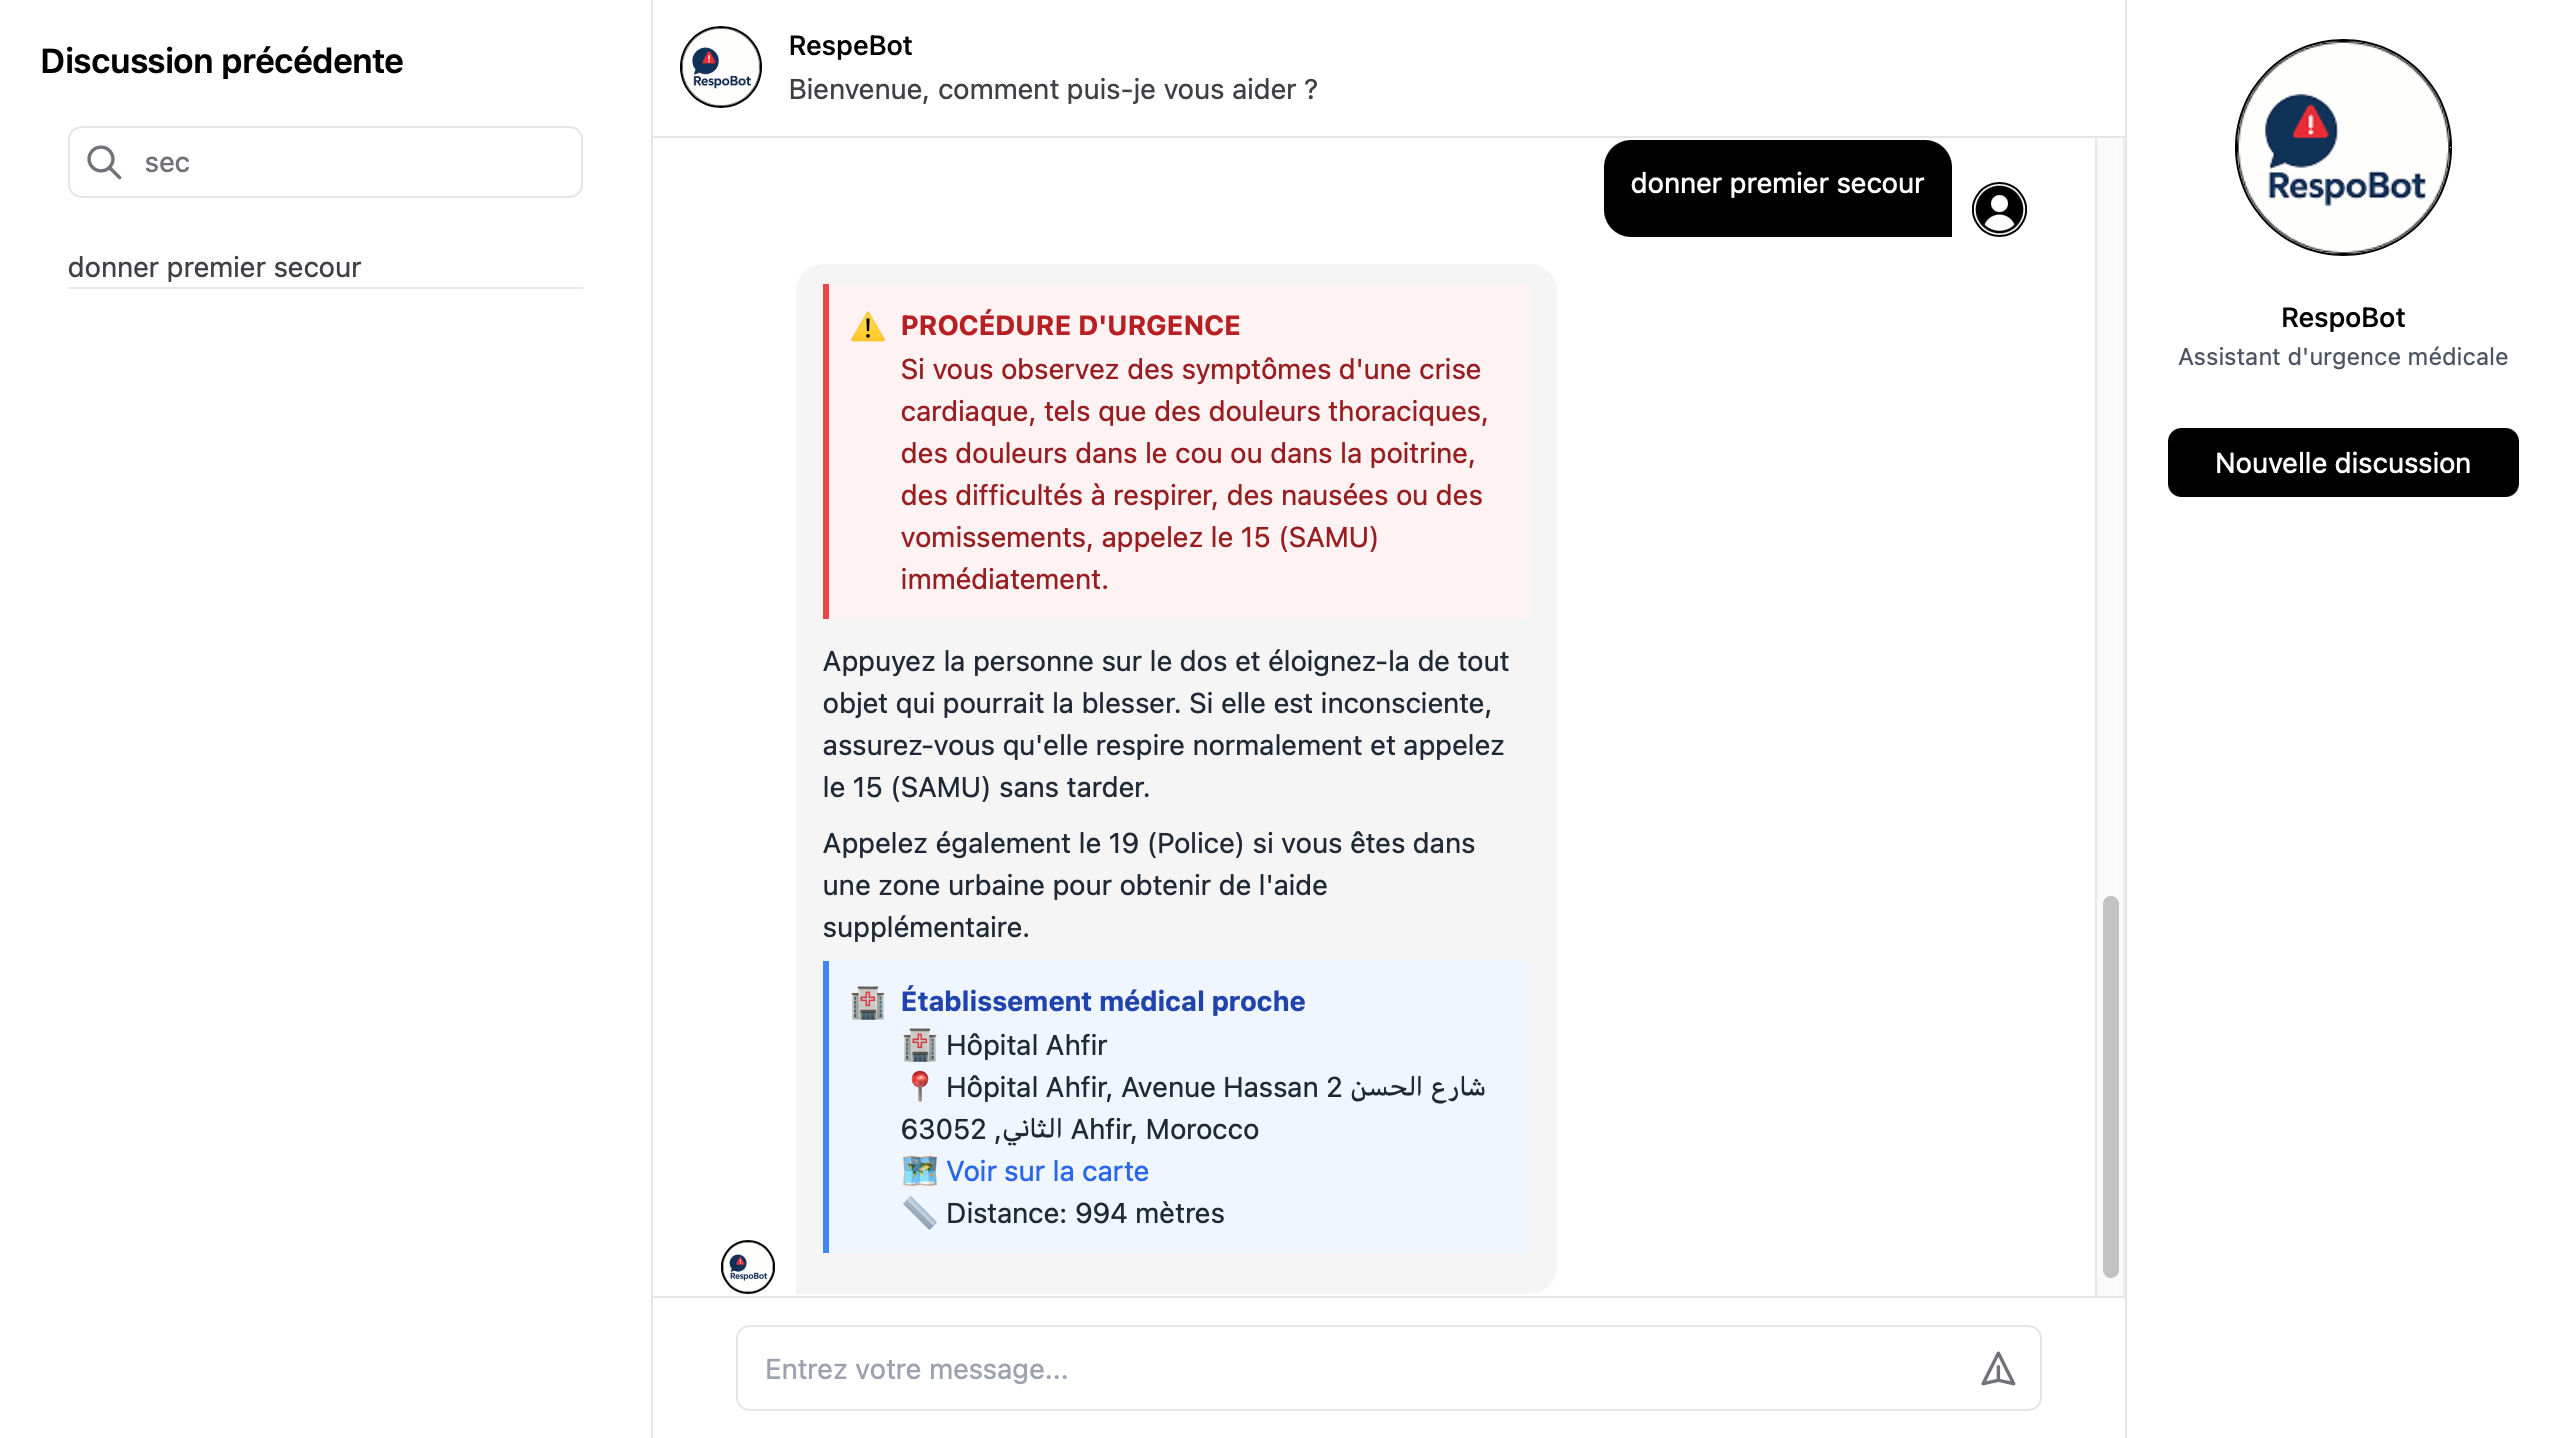 Discussion précédente
sec
donner premier secour
RespoBot
RespeBot
Bienvenue, comment puis-je vous aider ?
donner premier secour
PROCÉDURE D'URGENCE
Si vous observez des symptômes d'une crise
cardiaque, tels que des douleurs thoraciques,
des douleurs dans le cou ou dans la poitrine,
des difficultés à respirer, des nausées ou des
vomissements, appelez le 15 (SAMU)
immédiatement.
Appuyez la personne sur le dos et éloignez-la de tout
objet qui pourrait la blesser. Si elle est inconsciente,
assurez-vous qu'elle respire normalement et appelez
le 15 (SAMU) sans tarder.
Appelez également le 19 (Police) si vous êtes dans
une zone urbaine pour obtenir de l'aide
supplémentaire.
Établissement médical proche
Hôpital Ahfir
Hôpital Ahfir, Avenue Hassan 2 شارع الحسن
الثاني, 63052 Ahfir, Morocco
Voir sur la carte
Distance: 994 mètres
RespoBot
Entrez votre message...
RespoBot
RespoBot
Assistant d'urgence médicale
Nouvelle discussion